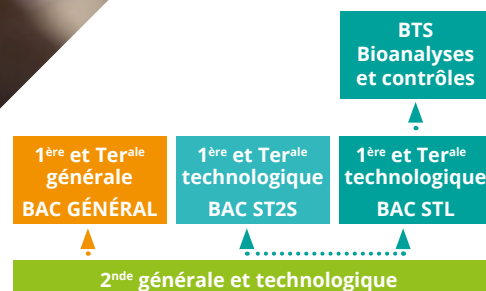 BTS
Bioanalyses
et contrôles
1ère et Terale
générale
BAC GÉNÉRAL
1ère et Terale
technologique
BAC ST2S
1ère et Terale
technologique
BAC STL
2nde générale et technologique